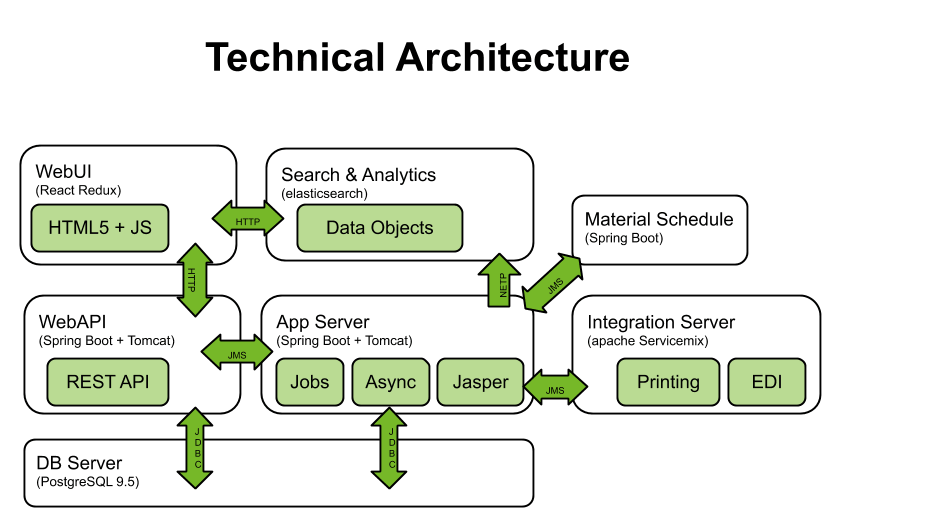 Technical Architecture
WebUI
(React Redux)
HTML5 + JS
HTTP
Search & Analytics
(elasticsearch)
Data Objects
Material Schedule
(Spring Boot)
HTTP
NETP
JMS
WebAPI
(Spring Boot + Tomcat)
REST API
JMS
App Server
(Spring Boot + Tomcat)
Jobs
Async
Jasper
JMS
Integration Server
(apache Servicemix)
Printing
EDI
JDBC
JDBC
DB Server
(PostgreSQL 9.5)